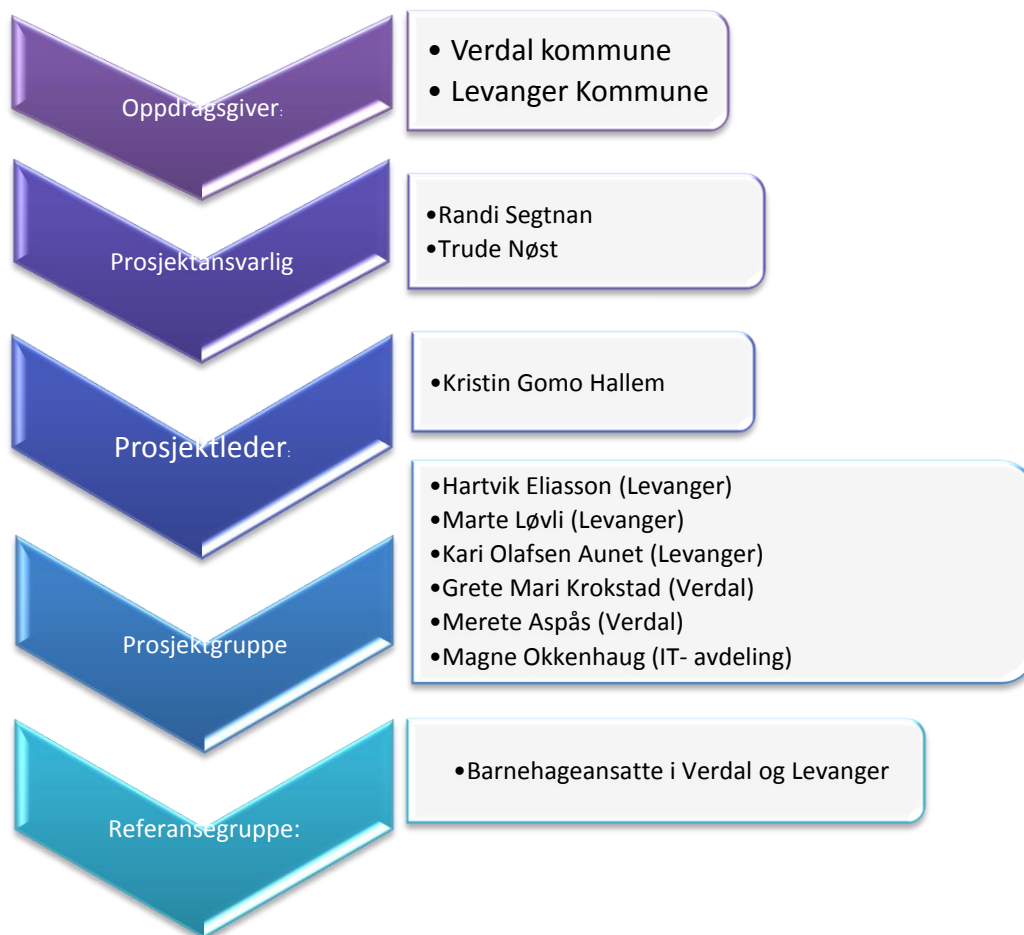 Oppdragsgiver:
• Verdal kommune
• Levanger Kommune
Prosjektansvarlig
•Randi Segtnan
•Trude Nøst
Prosjektleder:
•Kristin Gomo Hallem
Prosjektgruppe
•Hartvik Eliasson (Levanger)
•Marte Løvli (Levanger)
•Kari Olafsen Aunet (Levanger)
•Grete Mari Krokstad (Verdal)
•Merete Aspås (Verdal)
•Magne Okkenhaug (IT- avdeling)
Referansegruppe:
•Barnehageansatte i Verdal og Levanger